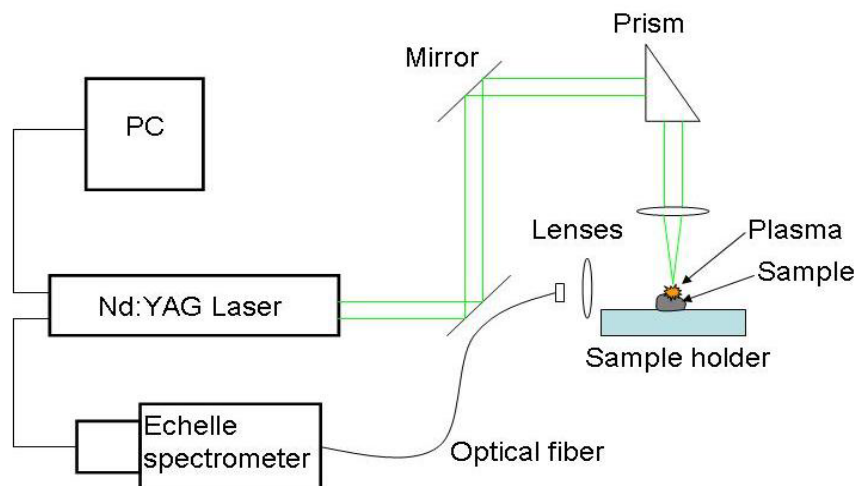 Prism
Mirror
PC
Lenses
Plasma
Sample
Nd:YAG Laser
Sample holder
Echelle
spectrometer
Optical fiber